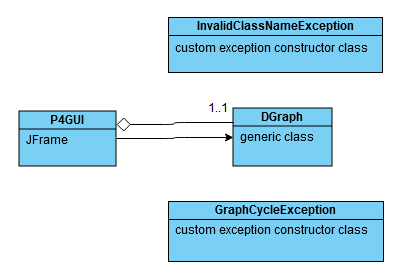 InvalidClassNameException
custom exception constructor class
1..1
P4GUI
JFrame
DGraph
generic class
GraphCycleException
custom exception constructor class